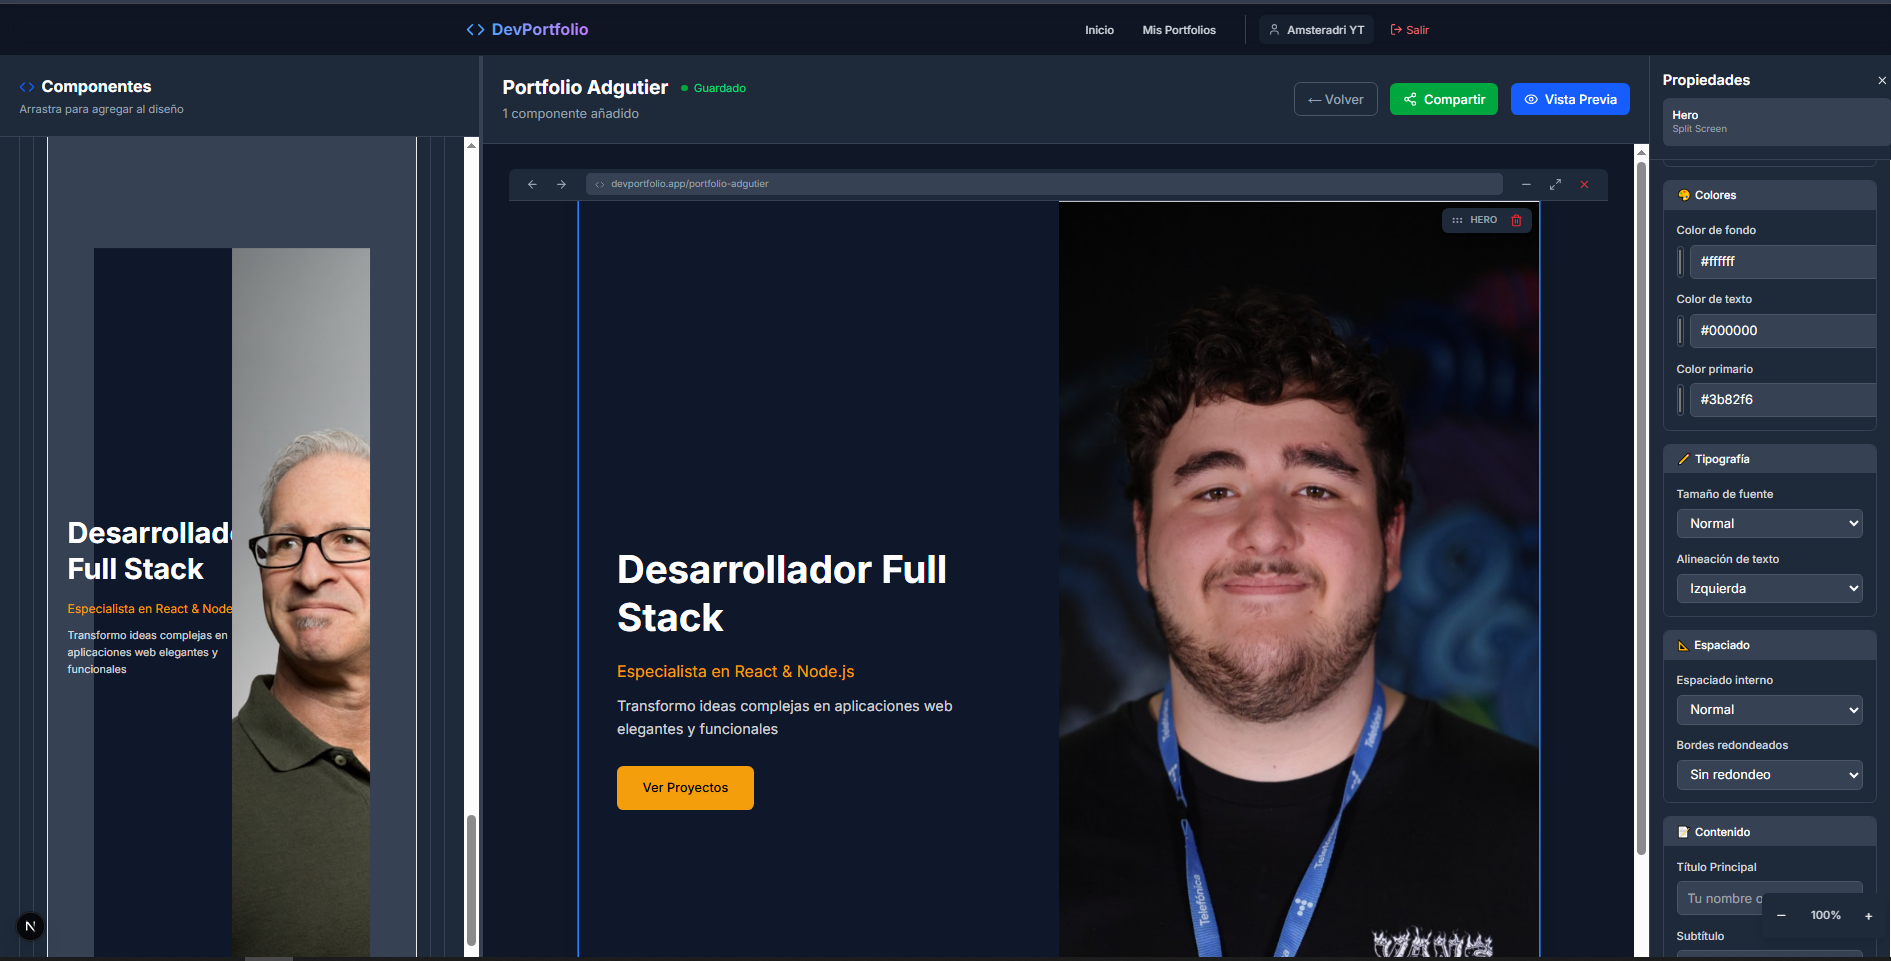 DevPortfolio
Inicio
Mis Portfolios
Amsteradri YT
Salir
Componentes
Arrastra para agregar al diseño
Desarrollad
Full Stack
Especialista en React & Node
Transformo ideas complejas en
aplicaciones web elegantes y
funcionales
N
Portfolio Adgutier
Guardado
1 componente añadido
← Volver
Compartir
Vista Previa
devportfolio.app/portfolio-adgutier
HERO
Desarrollador Full
Stack
Especialista en React & Node.js
Transformo ideas complejas en aplicaciones web
elegantes y funcionales
Ver Proyectos
Telefónica
Telefónica
Telefónica
Telefónica
Propiedades
Hero
Split Screen
Colores
Color de fondo
#ffffff
Color de texto
#000000
Color primario
#3b82f6
Tipografía
Tamaño de fuente
Normal
Alineación de texto
Izquierda
Espaciado
Espaciado interno
Normal
Bordes redondeados
Sin redondeo
Contenido
Título Principal
Tu nombre
− 100% +
Subtítulo